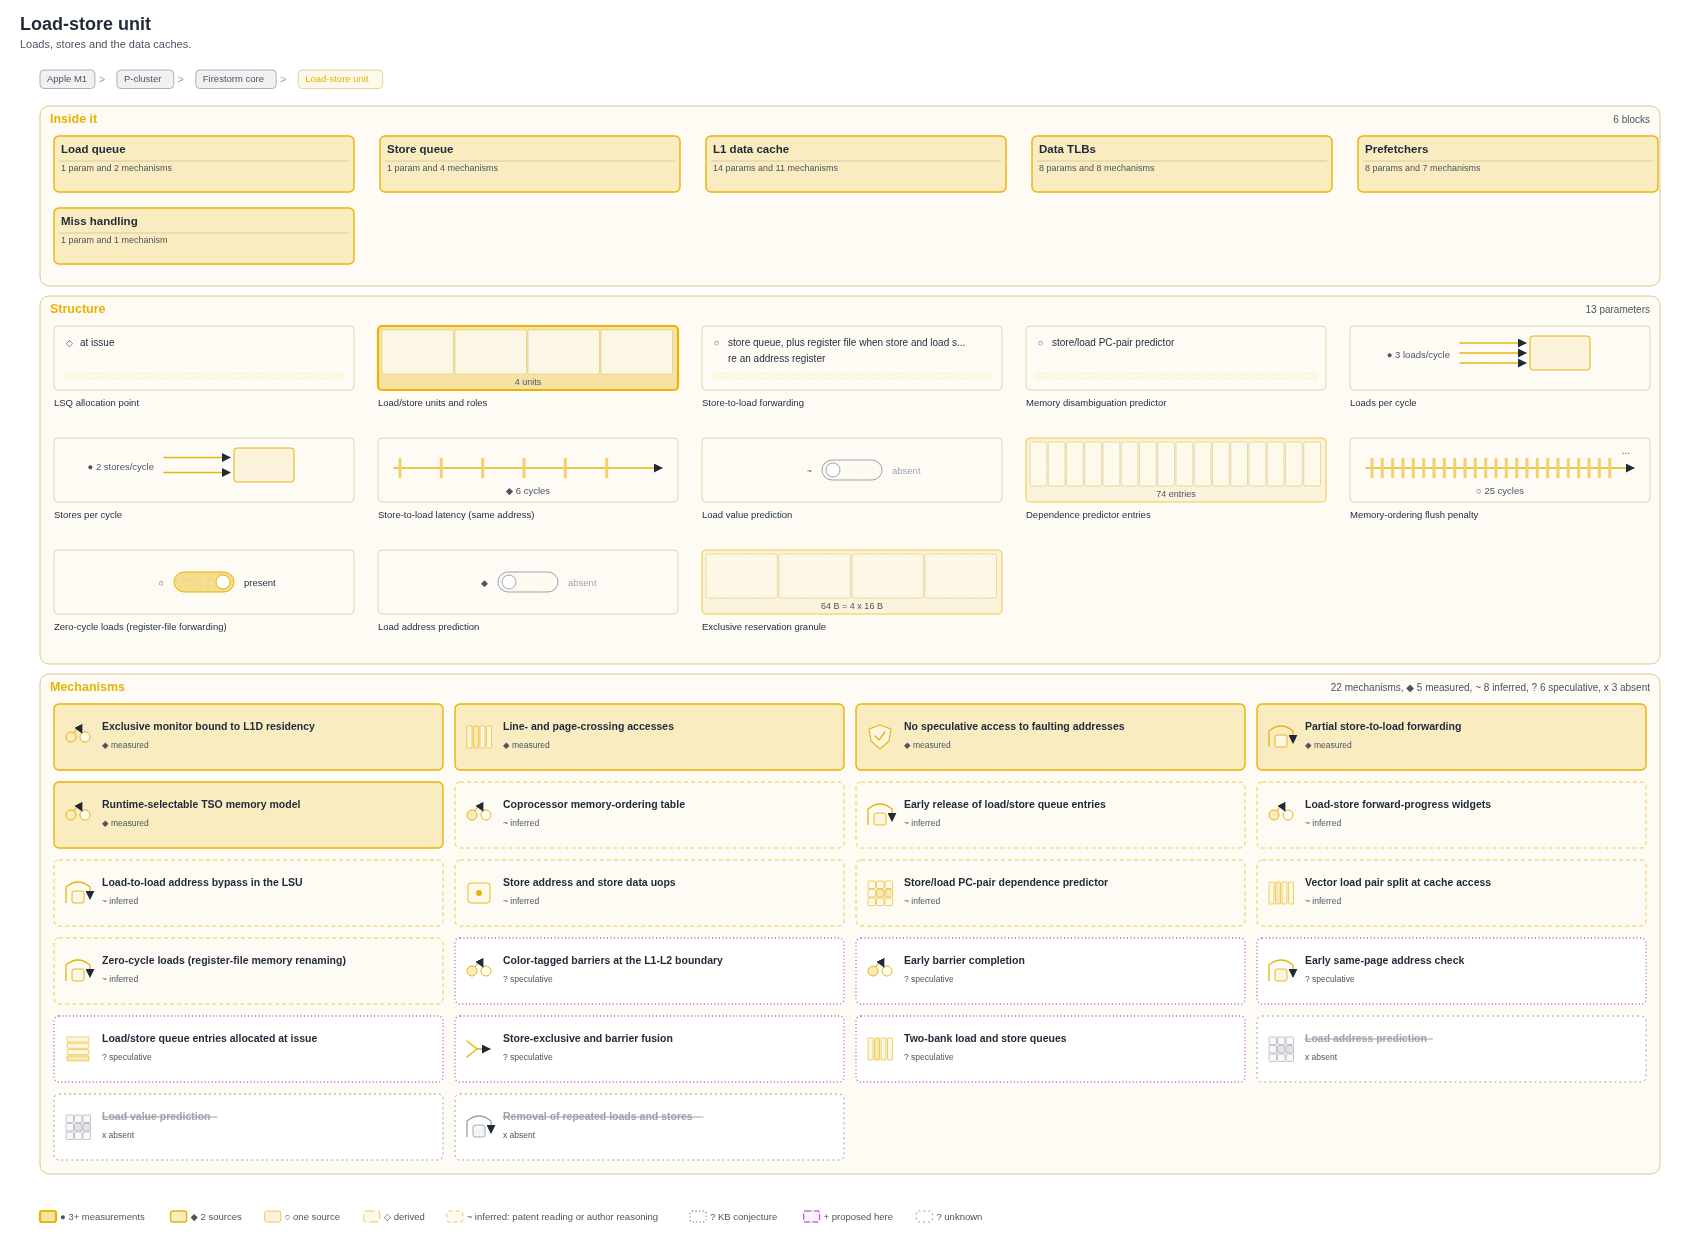 Load-store unit
Loads, stores and the data caches.
Apple M1 > P-cluster > Firestorm core > Load-store unit
Inside it
6 blocks
Load queue
1 param and 2 mechanisms
Store queue
1 param and 4 mechanisms
L1 data cache
14 params and 11 mechanisms
Data TLBs
8 params and 8 mechanisms
Prefetchers
8 params and 7 mechanisms
Miss handling
1 param and 1 mechanism
Structure
13 parameters
◇ at issue
LSQ allocation point
4 units
Load/store units and roles
○ store queue, plus register file when store and load s...
re an address register
Store-to-load forwarding
○ store/load PC-pair predictor
Memory disambiguation predictor
● 3 loads/cycle
Loads per cycle
● 2 stores/cycle
Stores per cycle
◆ 6 cycles
Store-to-load latency (same address)
~ absent
Load value prediction
74 entries
Dependence predictor entries
...
○ 25 cycles
Memory-ordering flush penalty
○ present
Zero-cycle loads (register-file forwarding)
◆ absent
Load address prediction
64 B = 4 x 16 B
Exclusive reservation granule
Mechanisms
22 mechanisms, ◆ 5 measured, ~ 8 inferred, ? 6 speculative, x 3 absent
Exclusive monitor bound to L1D residency
◆ measured
Line- and page-crossing accesses
◆ measured
No speculative access to faulting addresses
◆ measured
Partial store-to-load forwarding
◆ measured
Runtime-selectable TSO memory model
◆ measured
Coprocessor memory-ordering table
~ inferred
Early release of load/store queue entries
~ inferred
Load-store forward-progress widgets
~ inferred
Load-to-load address bypass in the LSU
~ inferred
Store address and store data uops
~ inferred
Store/load PC-pair dependence predictor
~ inferred
Vector load pair split at cache access
~ inferred
Zero-cycle loads (register-file memory renaming)
~ inferred
Color-tagged barriers at the L1-L2 boundary
? speculative
Early barrier completion
? speculative
Early same-page address check
? speculative
Load/store queue entries allocated at issue
? speculative
Store-exclusive and barrier fusion
? speculative
Two-bank load and store queues
? speculative
Load address prediction
x absent
Load value prediction
x absent
Removal of repeated loads and stores
x absent
● 3+ measurements ◆ 2 sources ○ one source ◇ derived ~ inferred: patent reading or author reasoning ? KB conjecture + proposed here ? unknown